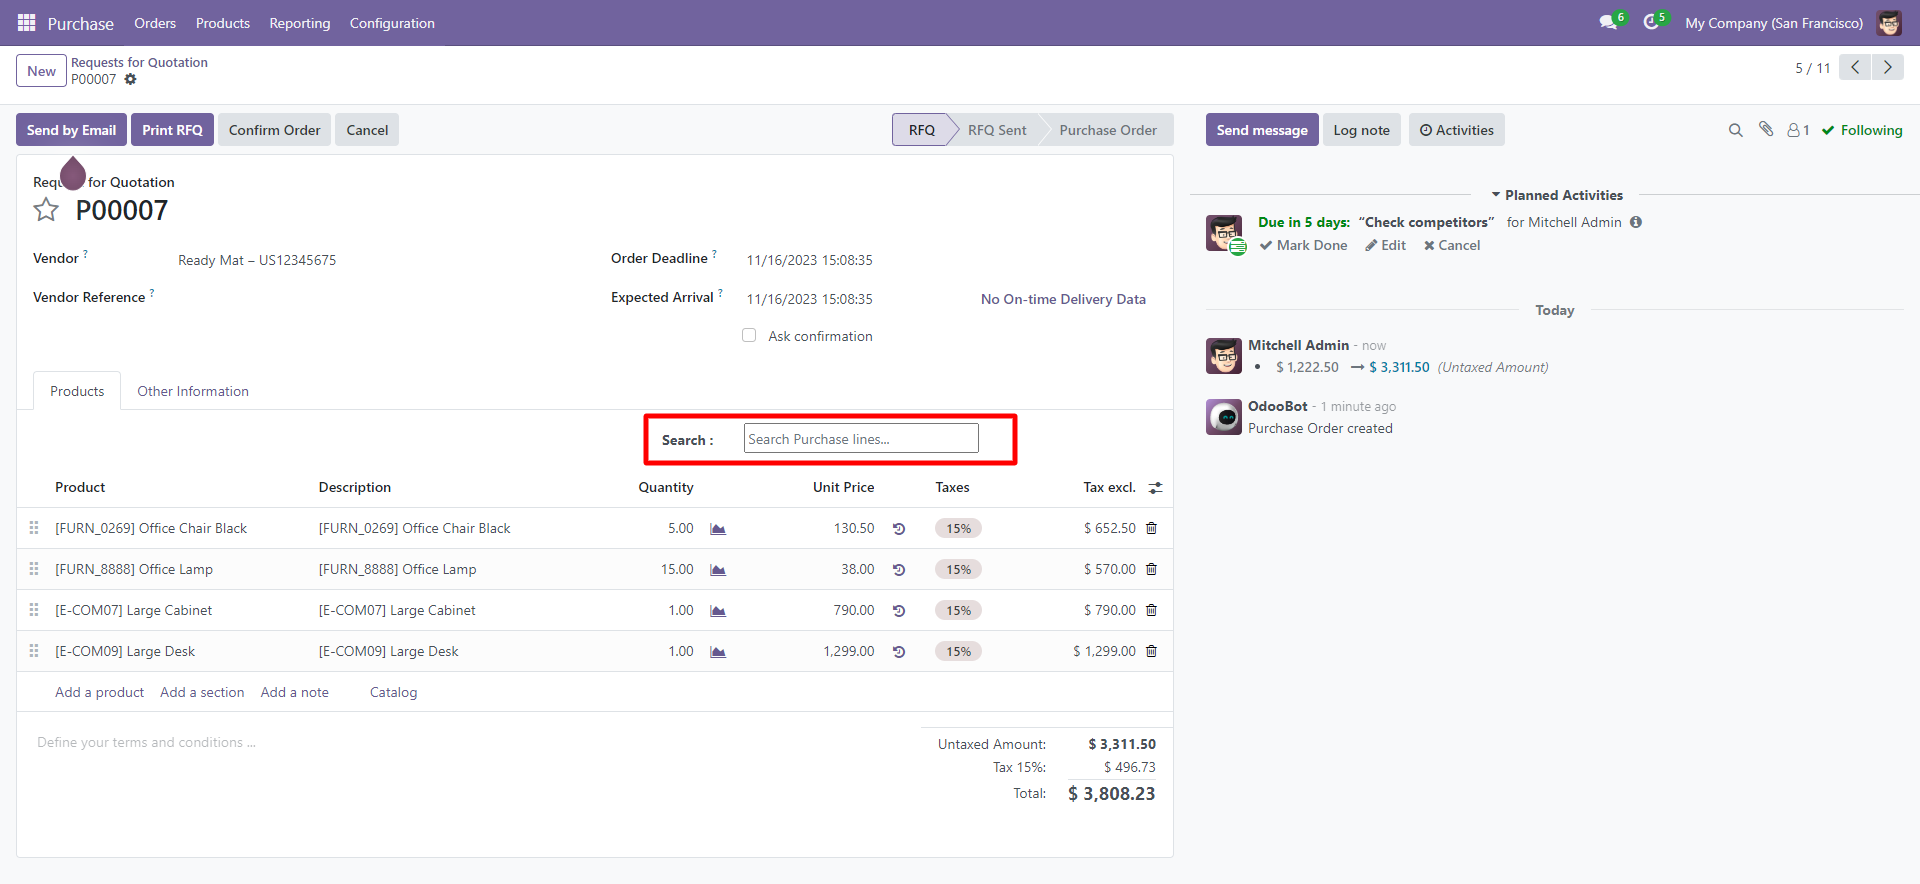 Purchase Orders Products Reporting Configuration 6 5 My Company (San Francisco)
New Requests for Quotation
P00007
5 / 11
Send by Email Print RFQ Confirm Order Cancel RFQ RFQ Sent Purchase Order
Send message Log note Activities 1 Following
for Quotation
P00007
Vendor ? Ready Mat – US12345675
Order Deadline ? 11/16/2023 15:08:35
Vendor Reference ?
Expected Arrival ? 11/16/2023 15:08:35 No On-time Delivery Data
Ask confirmation
Products Other Information
Search : Search Purchase lines...
Product Description Quantity Unit Price Taxes Tax excl.
[FURN_0269] Office Chair Black [FURN_0269] Office Chair Black 5.00 130.50 15% $ 652.50
[FURN_8888] Office Lamp [FURN_8888] Office Lamp 15.00 38.00 15% $ 570.00
[E-COM07] Large Cabinet [E-COM07] Large Cabinet 1.00 790.00 15% $ 790.00
[E-COM09] Large Desk [E-COM09] Large Desk 1.00 1,299.00 15% $ 1,299.00
Add a product Add a section Add a note Catalog
Define your terms and conditions ...
Untaxed Amount: $ 3,311.50
Tax 15%: $ 496.73
Total: $ 3,808.23
Planned Activities
Due in 5 days: “Check competitors” for Mitchell Admin
Mark Done Edit Cancel
Today
Mitchell Admin - now
• $ 1,222.50 → $ 3,311.50 (Untaxed Amount)
OdooBot - 1 minute ago
Purchase Order created